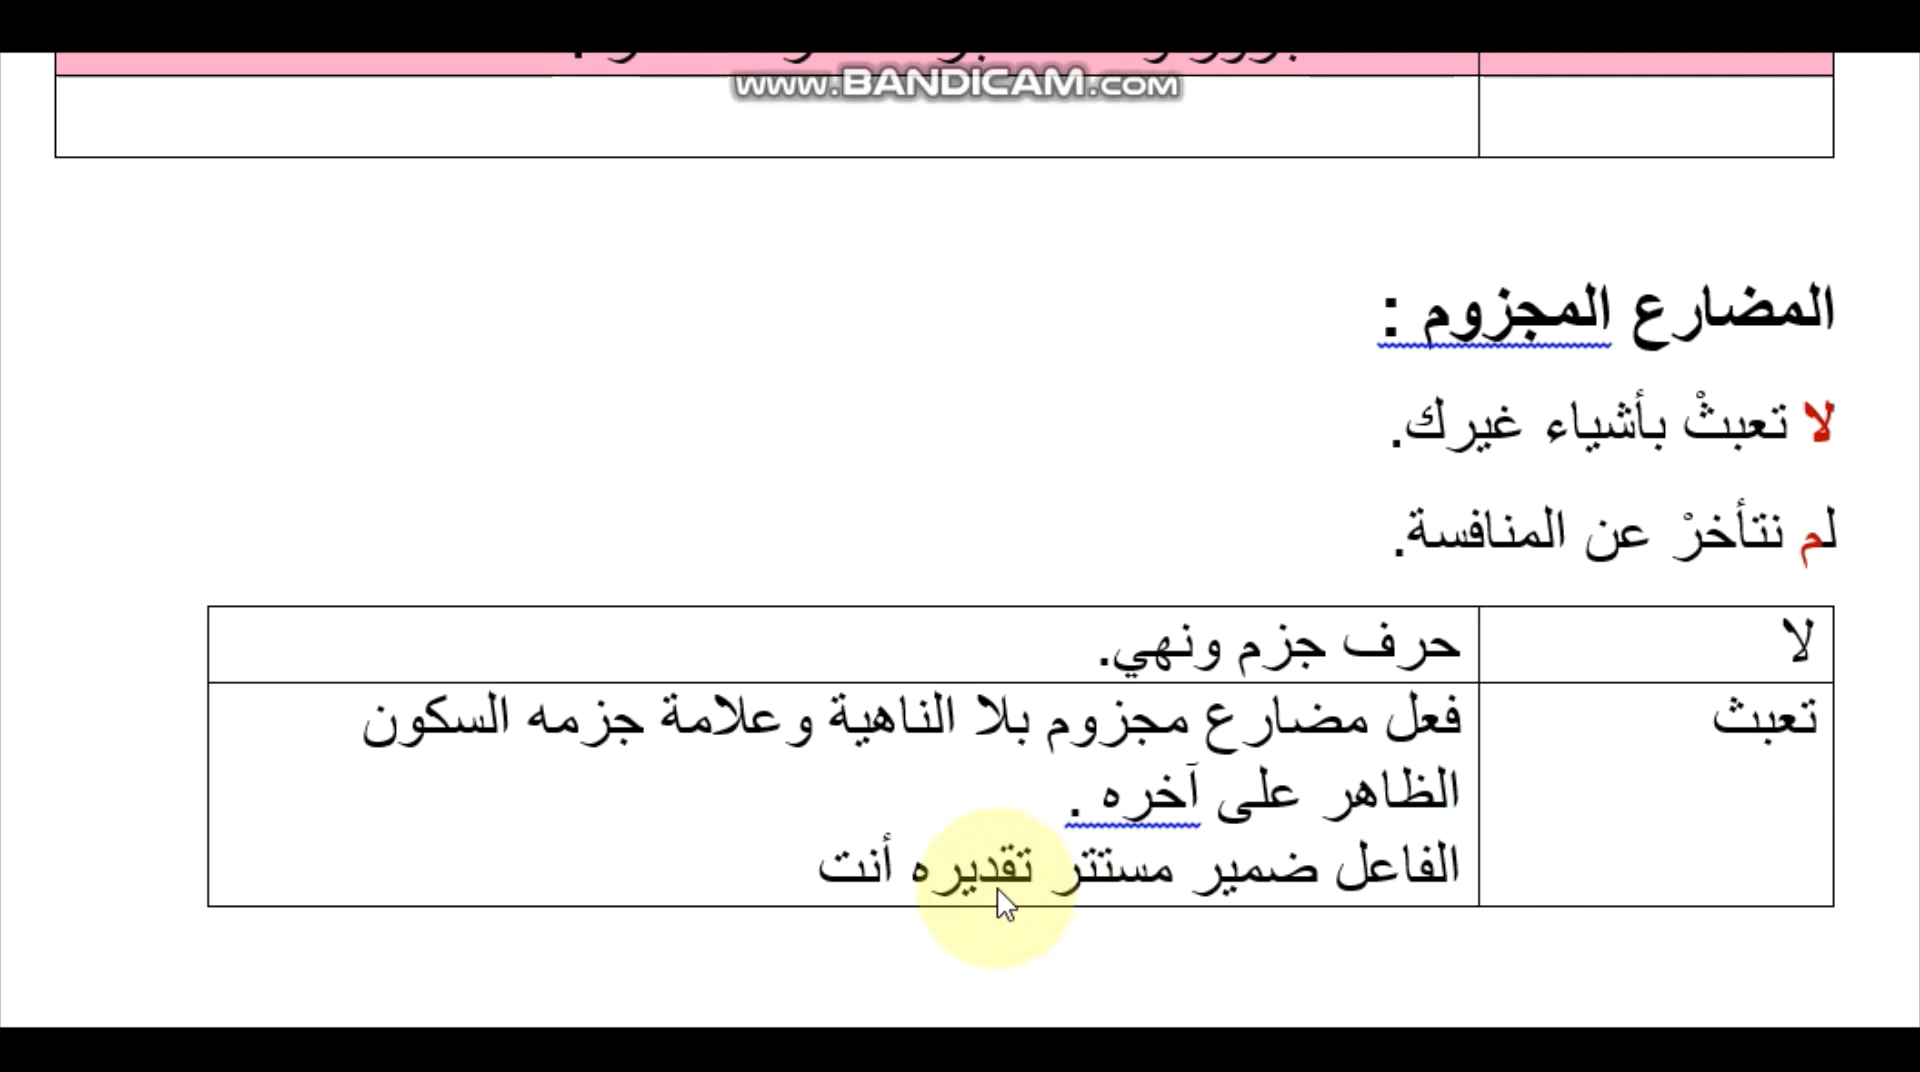 www.BANDICAM.com
المضارع المجزوم :
لا تعبثْ بأشياء غيرك.
لم نتأخرْ عن المنافسة.
لا حرف جزم ونهي.
تعبث فعل مضارع مجزوم بلا الناهية وعلامة جزمه السكون
الظاهر على آخره .
الفاعل ضمير مستتر تقديره أنت